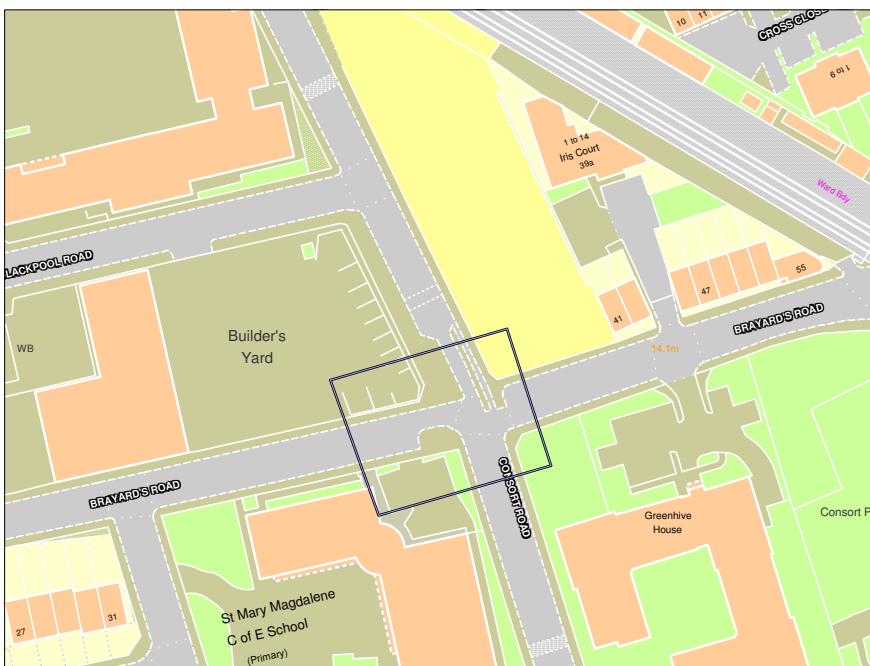 10
11
CROSS CLOSE
1 to 9
1 to 14
Iris Court
39a
Ward Bdy
LACKPOOL ROAD
55
47
41
BRAYARD'S ROAD
14.1m
WB
Builder's
Yard
BRAYARD'S ROAD
CONSORT ROAD
Greenhive
House
Consort P
St Mary Magdalene
C of E School
(Primary)
27
31